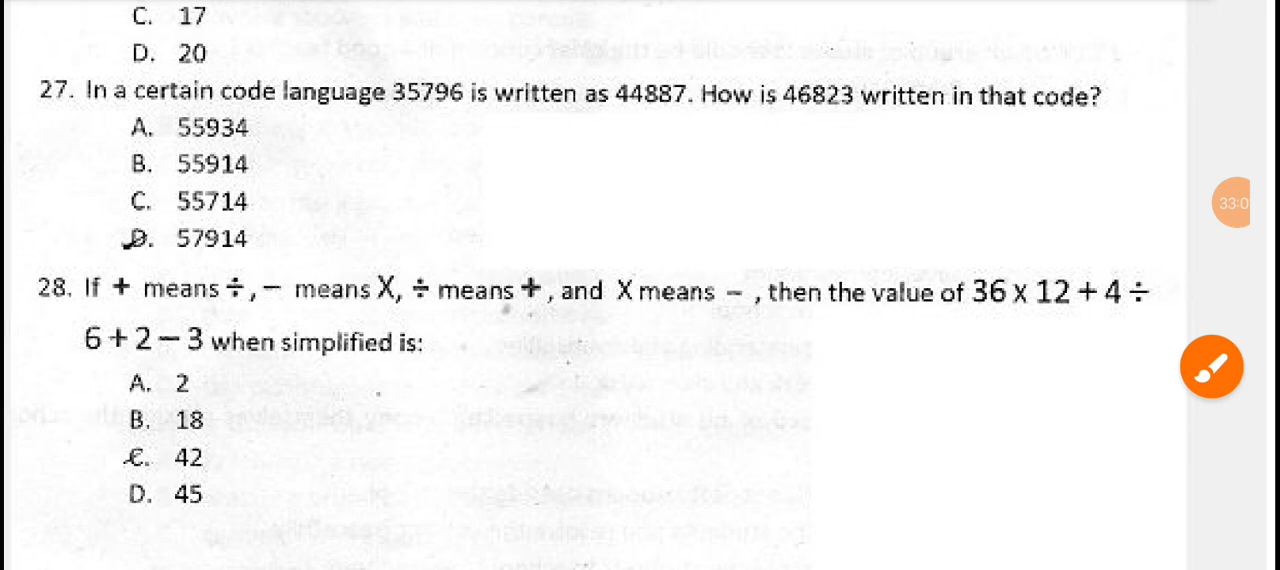 C. 17
D. 20
27. In a certain code language 35796 is written as 44887. How is 46823 written in that code?
A. 55934
B. 55914
C. 55714
D. 57914
28. If + means ÷, − means X, ÷ means +, and X means −, then the value of 36 x 12 + 4 ÷
6 + 2 − 3 when simplified is:
A. 2
B. 18
C. 42
D. 45
33:0